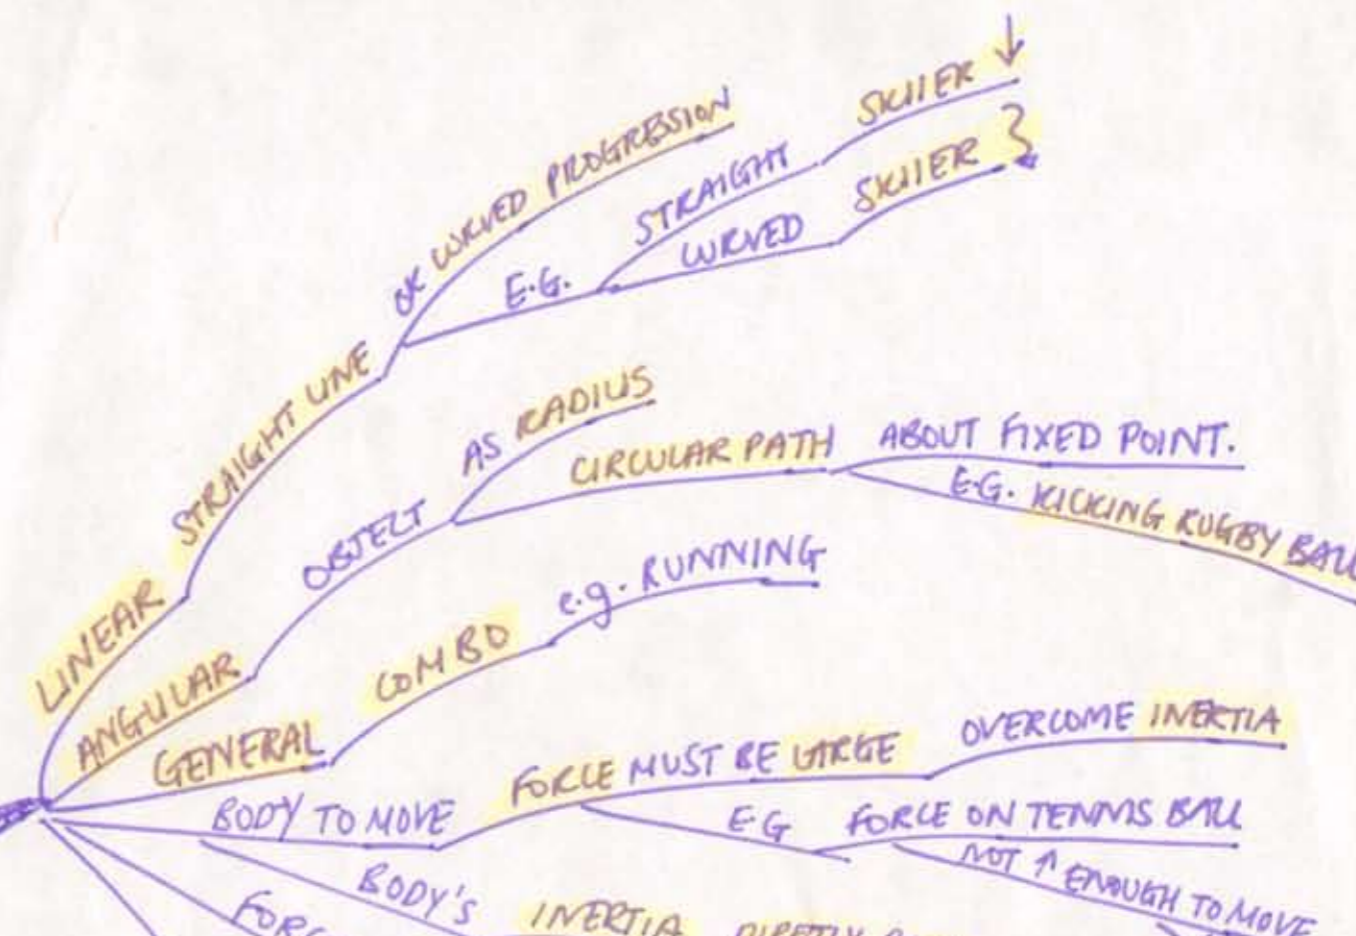 LINEAR
STRAIGHT LINE
OR CURVED PROGRESSION
E.G.
STRAIGHT
SKIIER ↓
CURVED
SKIIER
ANGULAR
OBJECT
AS RADIUS
CIRCULAR PATH
ABOUT FIXED POINT.
E.G. KICKING RUGBY BALL
GENERAL
COMBO
e.g. RUNNING
BODY TO MOVE
FORCE MUST BE LARGE
OVERCOME INERTIA
E.G
FORCE ON TENNIS BALL
NOT ↑ ENOUGH TO MOVE
BODY'S
INERTIA
FORC